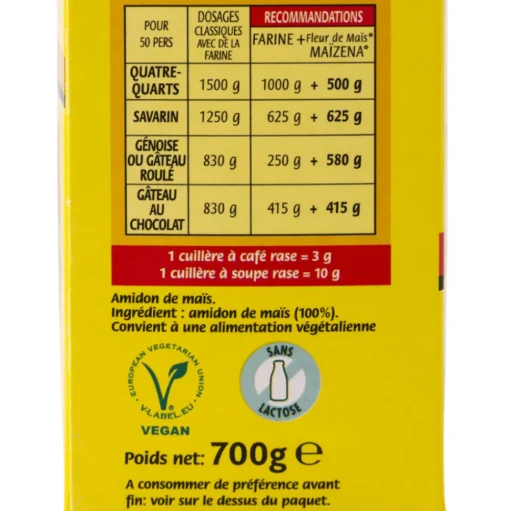 POUR
50 PERS
DOSAGES
CLASSIQUES
AVEC DE LA
FARINE
RECOMMANDATIONS
FARINE + Fleur de Maïs®
MAÏZENA®
QUATRE-
QUARTS
1500 g
1000 g + 500 g
SAVARIN
1250 g
625 g + 625 g
GÉNOISE
OU GÂTEAU
ROULÉ
830 g
250 g + 580 g
GÂTEAU
AU
CHOCOLAT
830 g
415 g + 415 g
1 cuillère à café rase = 3 g
1 cuillère à soupe rase = 10 g
Amidon de maïs.
Ingrédient : amidon de maïs (100%).
Convient à une alimentation végétalienne
EUROPEAN VEGETARIAN UNION
V-LABEL.EU
VEGAN
SANS
LACTOSE
Poids net: 700g e
A consommer de préférence avant
fin: voir sur le dessus du paquet.